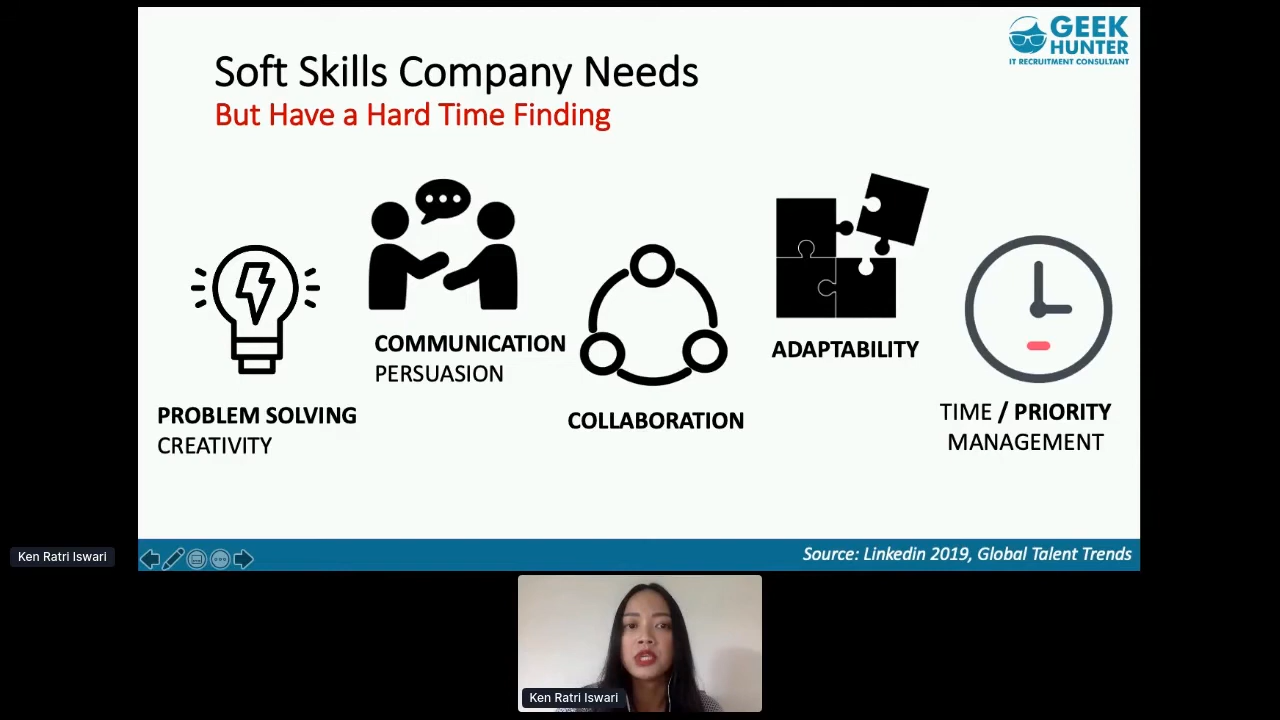 GEEK
HUNTER
IT RECRUITMENT CONSULTANT
Soft Skills Company Needs
But Have a Hard Time Finding
PROBLEM SOLVING
CREATIVITY
COMMUNICATION
PERSUASION
COLLABORATION
ADAPTABILITY
TIME / PRIORITY
MANAGEMENT
Ken Ratri Iswari
Source: Linkedin 2019, Global Talent Trends
Ken Ratri Iswari